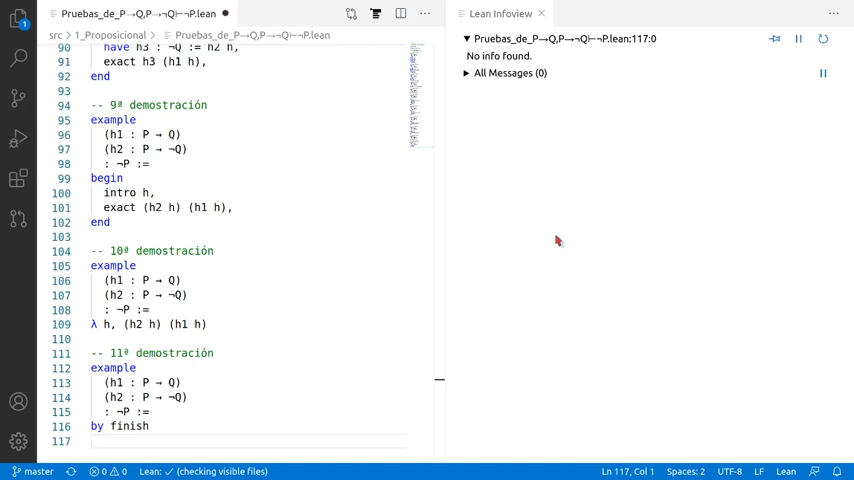 Pruebas_de_P→Q,P→¬Q⊢¬P.lean
Lean Infoview
src > 1_Proposicional > Pruebas_de_P→Q,P→¬Q⊢¬P.lean
Pruebas_de_P→Q,P→¬Q⊢¬P.lean:117:0
No info found.
All Messages (0)
1
90 have h3 : ¬Q := h2 h,
91 exact h3 (h1 h),
92 end
93
94 -- 9ª demostración
95 example
96 (h1 : P → Q)
97 (h2 : P → ¬Q)
98 : ¬P :=
99 begin
100 intro h,
101 exact (h2 h) (h1 h),
102 end
103
104 -- 10ª demostración
105 example
106 (h1 : P → Q)
107 (h2 : P → ¬Q)
108 : ¬P :=
109 λ h, (h2 h) (h1 h)
110
111 -- 11ª demostración
112 example
113 (h1 : P → Q)
114 (h2 : P → ¬Q)
115 : ¬P :=
116 by finish
117
master 0 0 Lean: ✓ (checking visible files) Ln 117, Col 1 Spaces: 2 UTF-8 LF Lean